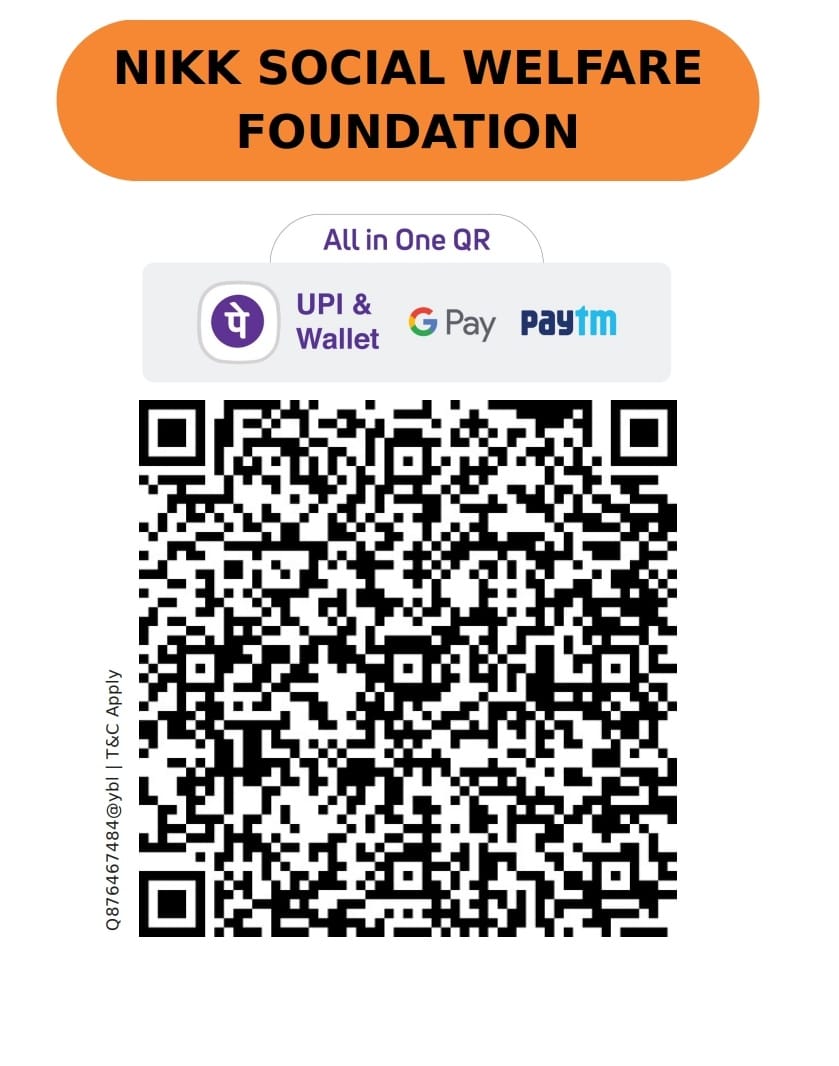 NIKK SOCIAL WELFARE
FOUNDATION
All in One QR
पे
UPI &
Wallet
G Pay
paytm
Q876467484@ybl | T&C Apply